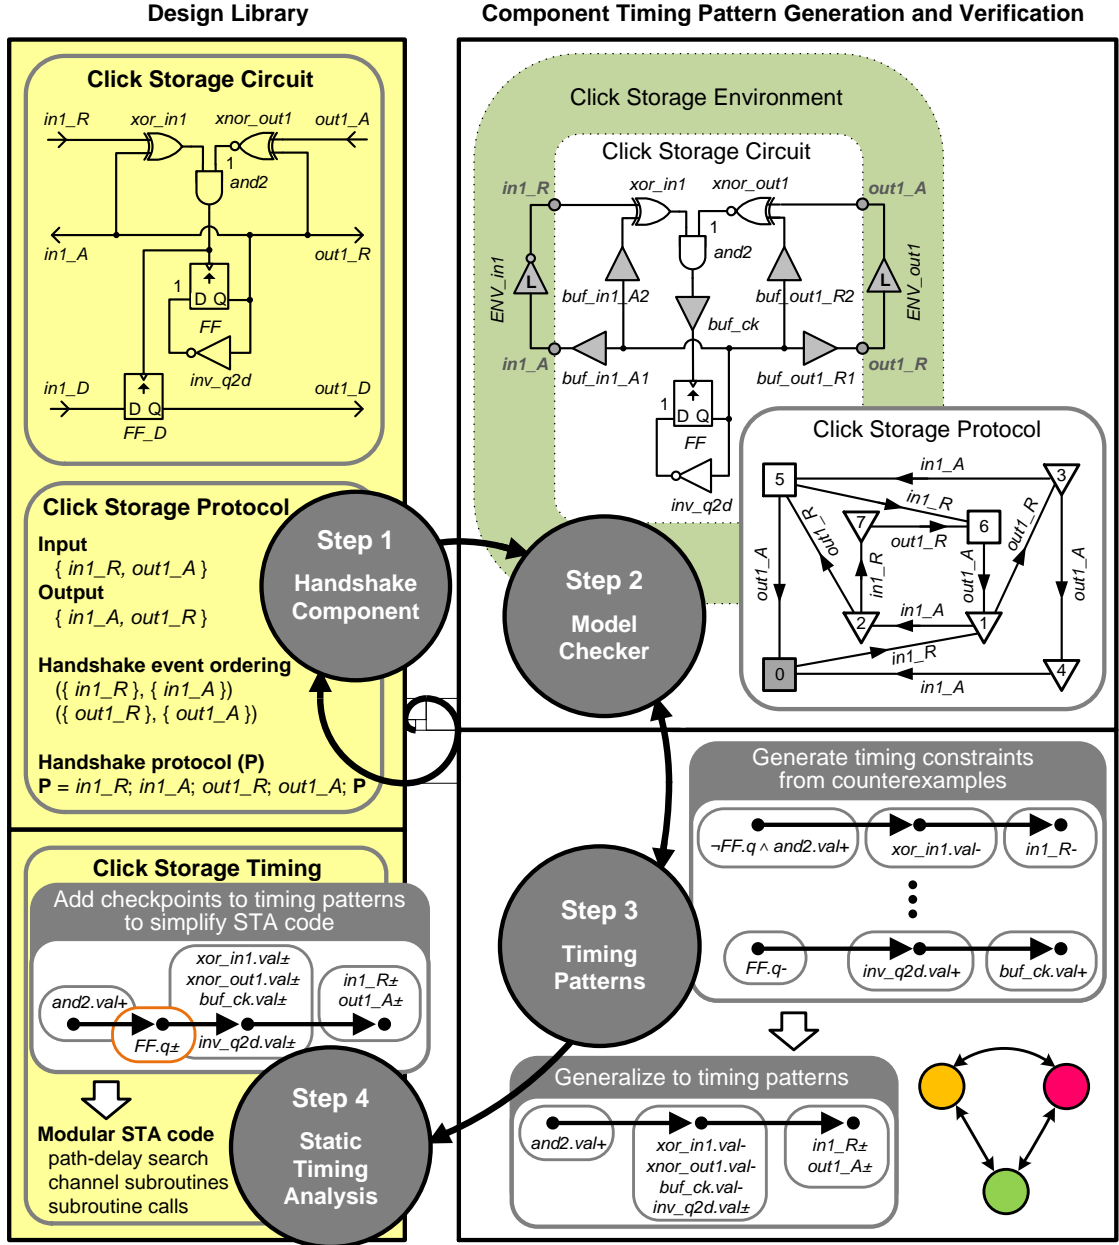 Design Library
Component Timing Pattern Generation and Verification
Click Storage Circuit
in1_R
xor_in1
xnor_out1
out1_A
1
and2
in1_A
out1_R
1
D Q
FF
inv_q2d
in1_D
out1_D
D Q
FF_D
Click Storage Protocol
Input
{ in1_R, out1_A }
Output
{ in1_A, out1_R }
Handshake event ordering
({ in1_R }, { in1_A })
({ out1_R }, { out1_A })
Handshake protocol (P)
P = in1_R; in1_A; out1_R; out1_A; P
Step 1
Handshake
Component
Click Storage Environment
Click Storage Circuit
in1_R
xor_in1
xnor_out1
out1_A
1
and2
ENV_in1
L
buf_in1_A2
buf_ck
buf_out1_R2
L
ENV_out1
in1_A
buf_in1_A1
buf_out1_R1
out1_R
1
D Q
FF
inv_q2d
Step 2
Model
Checker
Click Storage Protocol
5
in1_A
3
in1_R
out1_R
7
out1_R
6
out1_R
out1_A
in1_R
out1_A
out1_A
2
in1_A
1
in1_R
0
in1_A
4
Generate timing constraints
from counterexamples
¬FF.q ∧ and2.val+
xor_in1.val-
in1_R-
FF.q-
inv_q2d.val+
buf_ck.val+
Step 3
Timing
Patterns
Generalize to timing patterns
and2.val+
xor_in1.val-
xnor_out1.val-
buf_ck.val-
inv_q2d.val±
in1_R±
out1_A±
Click Storage Timing
Add checkpoints to timing patterns
to simplify STA code
and2.val+
FF.q±
xor_in1.val±
xnor_out1.val±
buf_ck.val±
inv_q2d.val±
in1_R±
out1_A±
Modular STA code
path-delay search
channel subroutines
subroutine calls
Step 4
Static
Timing
Analysis